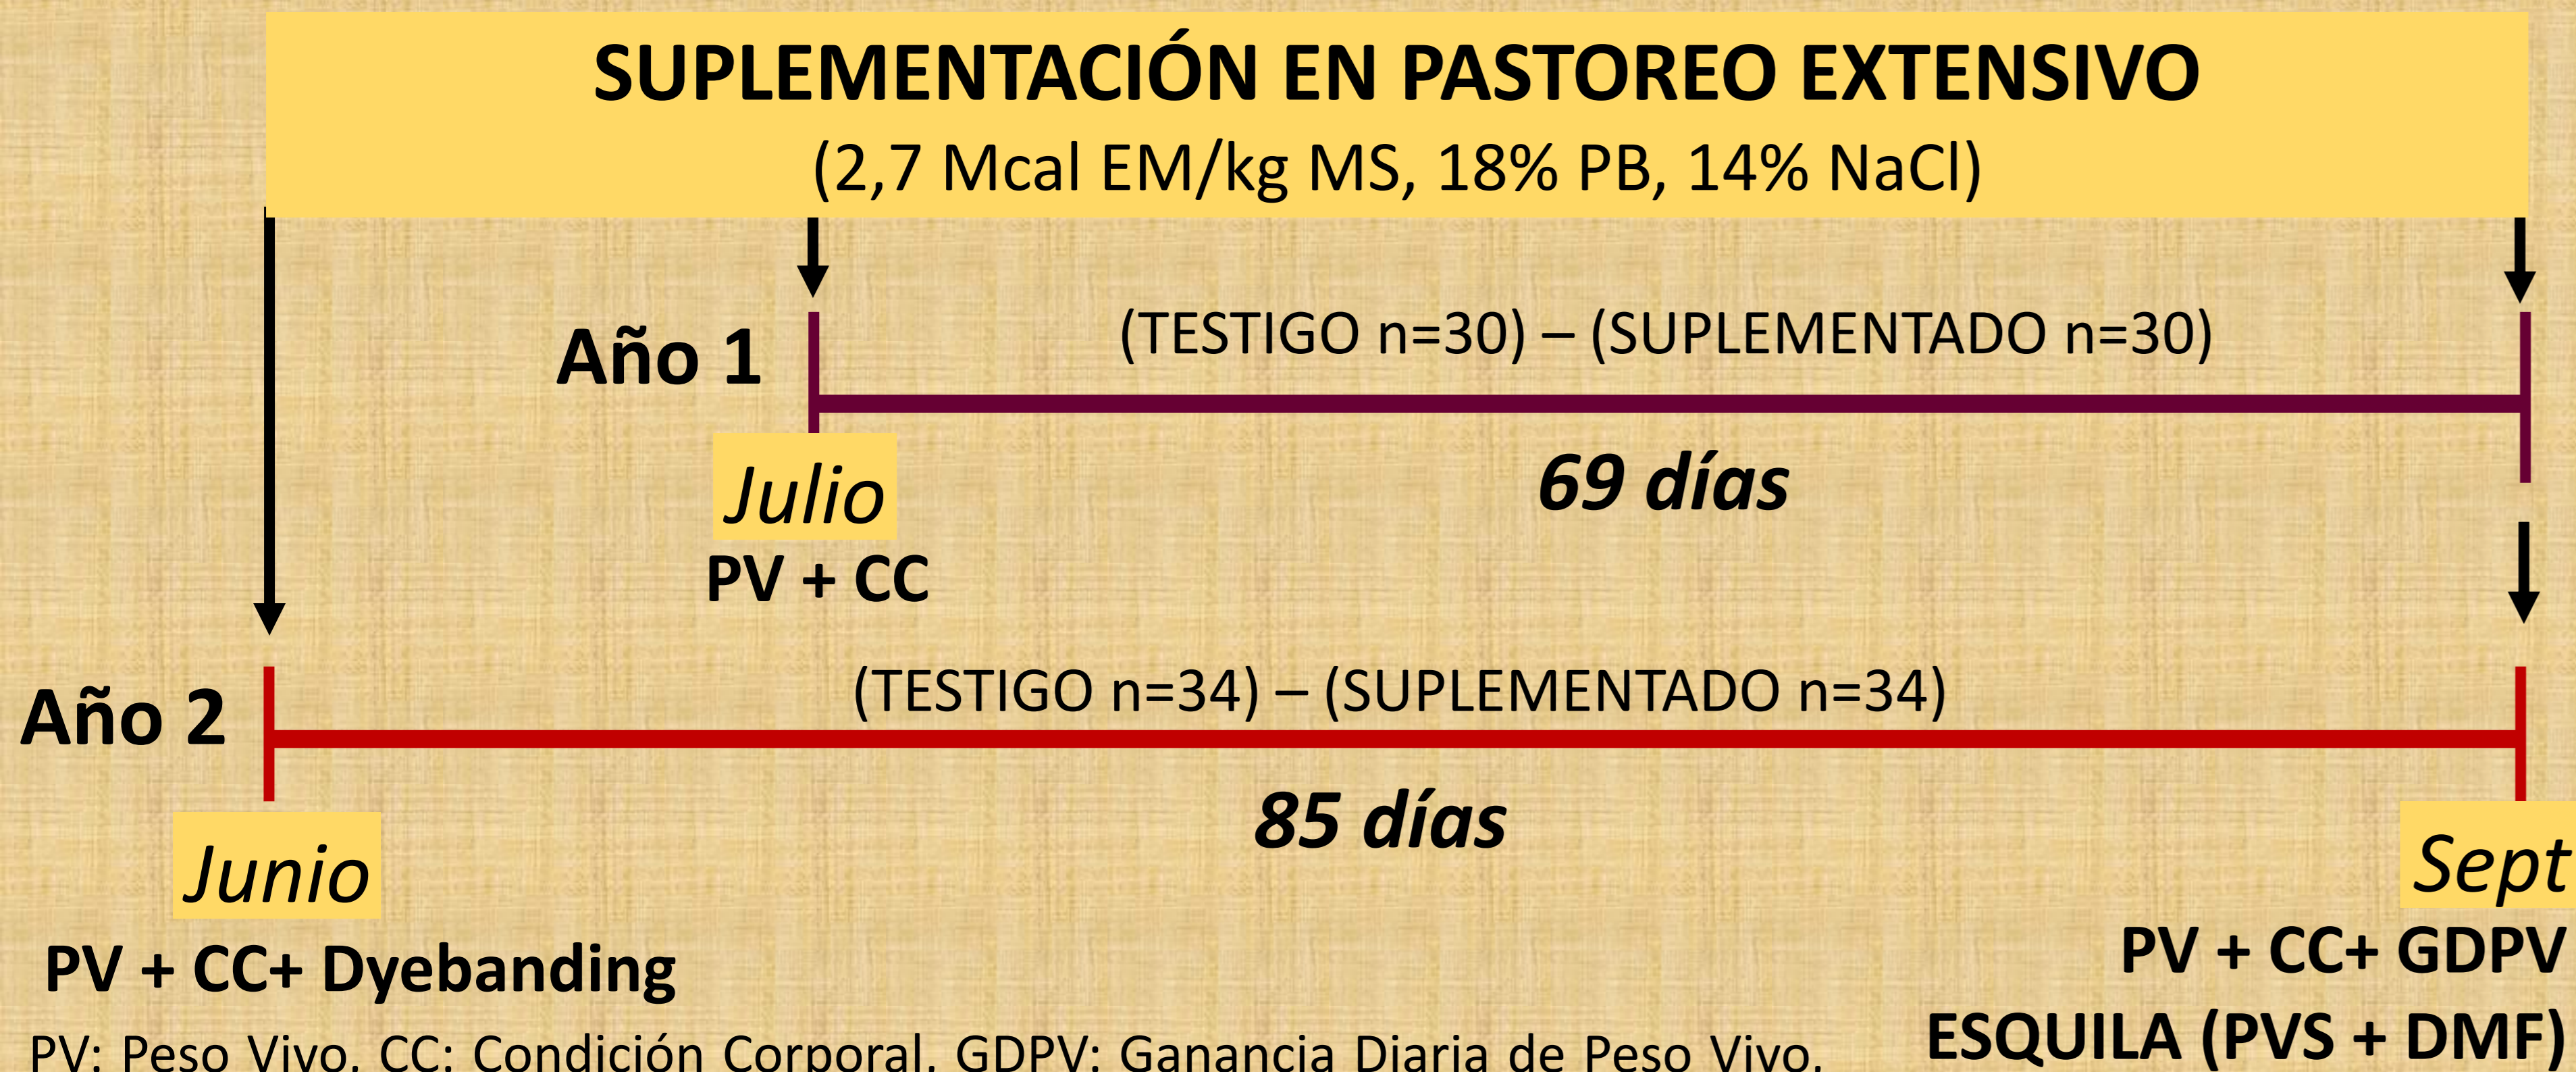 SUPLEMENTACIÓN EN PASTOREO EXTENSIVO
(2,7 Mcal EM/kg MS, 18% PB, 14% NaCl)
(TESTIGO n=30) – (SUPLEMENTADO n=30)
Año 1
69 días
Julio
PV + CC
(TESTIGO n=34) – (SUPLEMENTADO n=34)
Año 2
85 días
Junio
Sept
PV + CC+ Dyebanding
PV + CC+ GDPV
ESQUILA (PVS + DMF)
PV: Peso Vivo, CC: Condición Corporal, GDPV: Ganancia Diaria de Peso Vivo,